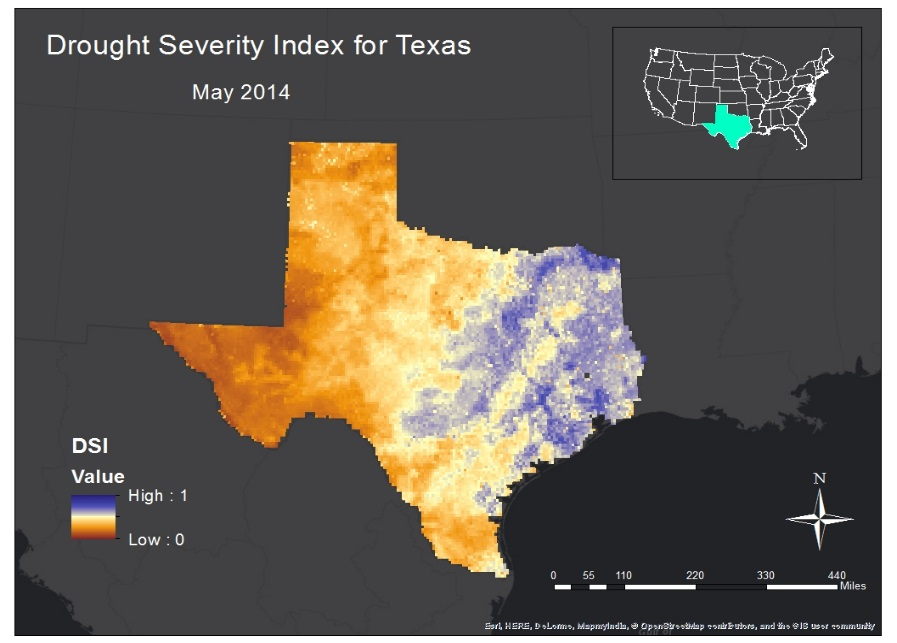 Drought Severity Index for Texas
May 2014
DSI
Value
High : 1
Low : 0
N
0 55 110 220 330 440
Miles
Esri, HERE, DeLorme, MapmyIndia, © OpenStreetMap contributors, and the GIS user community